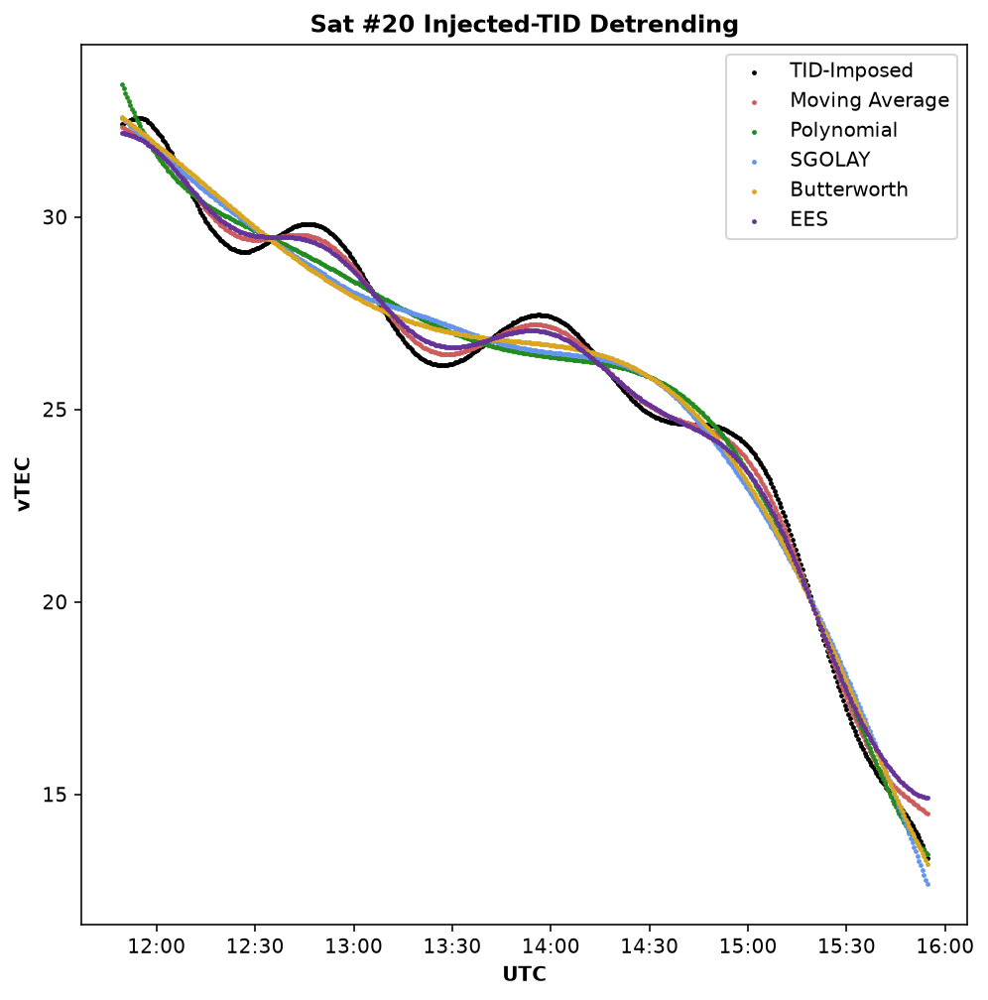 Sat #20 Injected-TID Detrending
TID-Imposed
Moving Average
Polynomial
SGOLAY
Butterworth
EES
vTEC
30
25
20
15
12:00 12:30 13:00 13:30 14:00 14:30 15:00 15:30 16:00
UTC